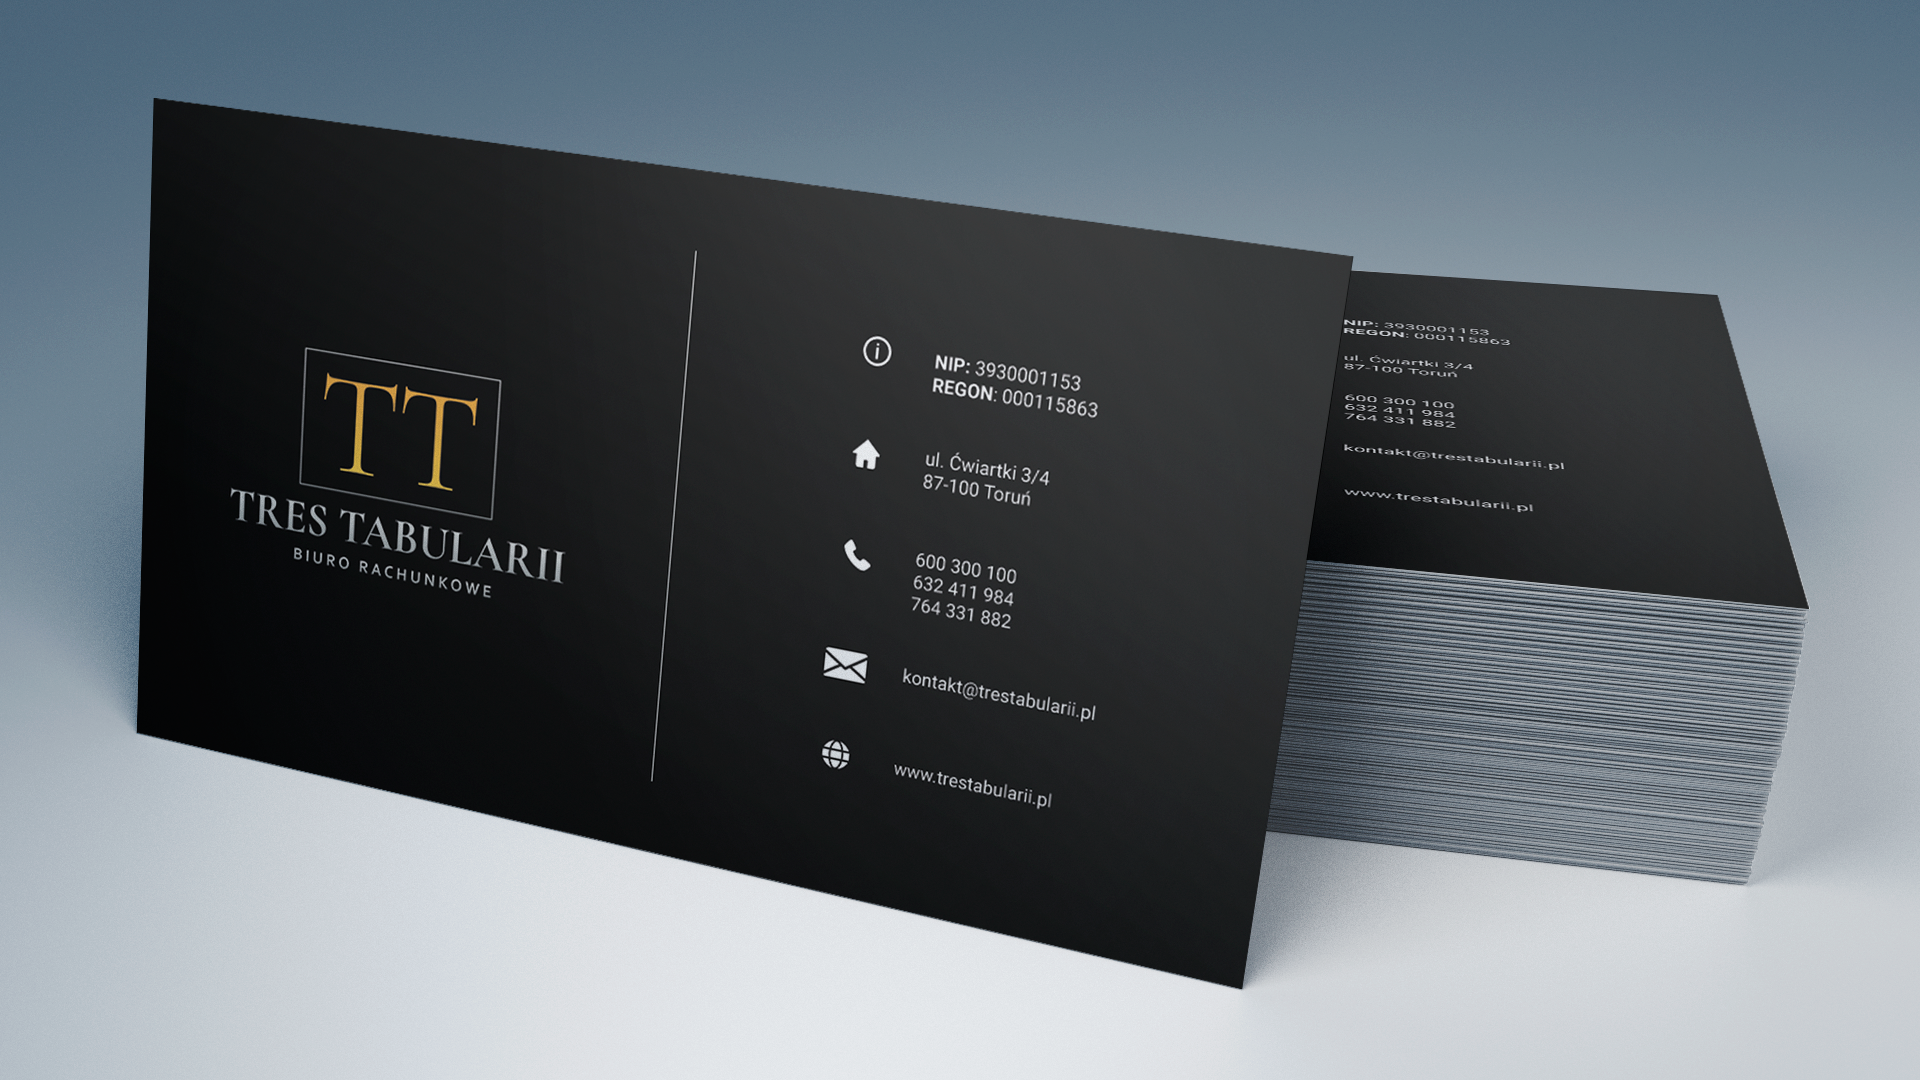 TT
TRES TABULARII
BIURO RACHUNKOWE
NIP: 3930001153
REGON: 000115863
ul. Ćwiartki 3/4
87-100 Toruń
600 300 100
632 411 984
764 331 882
kontakt@trestabularii.pl
www.trestabularii.pl
NIP: 3930001153
REGON: 000115863
ul. Ćwiartki 3/4
87-100 Toruń
600 300 100
632 411 984
764 331 882
kontakt@trestabularii.pl
www.trestabularii.pl